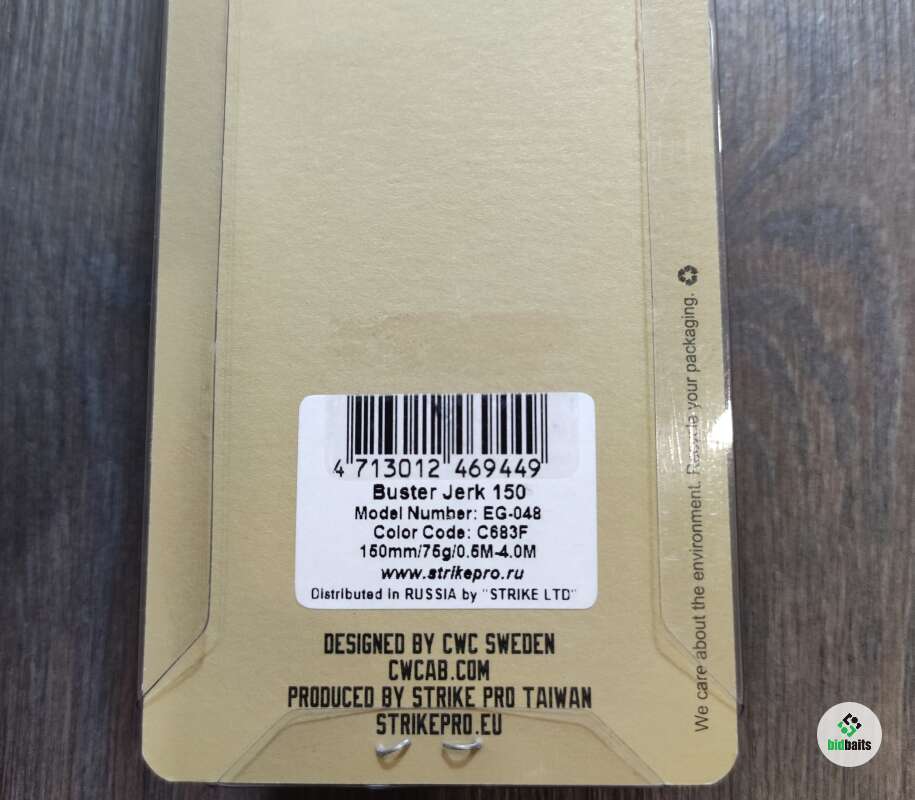 4 713012 469449
Buster Jerk 150
Model Number: EG-048
Color Code: C683F
150mm/75g/0.5M-4.0M
www.strikepro.ru
Distributed in RUSSIA by "STRIKE LTD"
DESIGNED BY CWC SWEDEN
CWCAB.COM
PRODUCED BY STRIKE PRO TAIWAN
STRIKEPRO.EU
We care about the environment. Recycle your packaging.
bidbaits